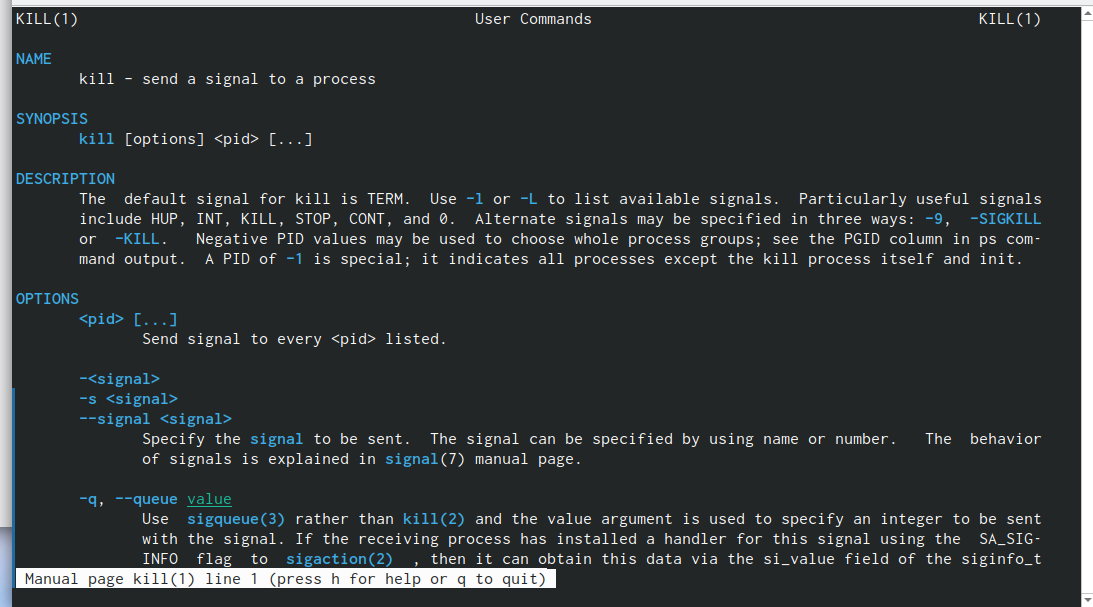 KILL(1) User Commands KILL(1)
NAME
kill - send a signal to a process
SYNOPSIS
kill [options] <pid> [...]
DESCRIPTION
The default signal for kill is TERM. Use -l or -L to list available signals. Particularly useful signals
include HUP, INT, KILL, STOP, CONT, and 0. Alternate signals may be specified in three ways: -9, -SIGKILL
or -KILL. Negative PID values may be used to choose whole process groups; see the PGID column in ps com-
mand output. A PID of -1 is special; it indicates all processes except the kill process itself and init.
OPTIONS
<pid> [...]
Send signal to every <pid> listed.
-<signal>
-s <signal>
--signal <signal>
Specify the signal to be sent. The signal can be specified by using name or number. The behavior
of signals is explained in signal(7) manual page.
-q, --queue value
Use sigqueue(3) rather than kill(2) and the value argument is used to specify an integer to be sent
with the signal. If the receiving process has installed a handler for this signal using the SA_SIG-
INFO flag to sigaction(2) , then it can obtain this data via the si_value field of the siginfo_t
Manual page kill(1) line 1 (press h for help or q to quit)